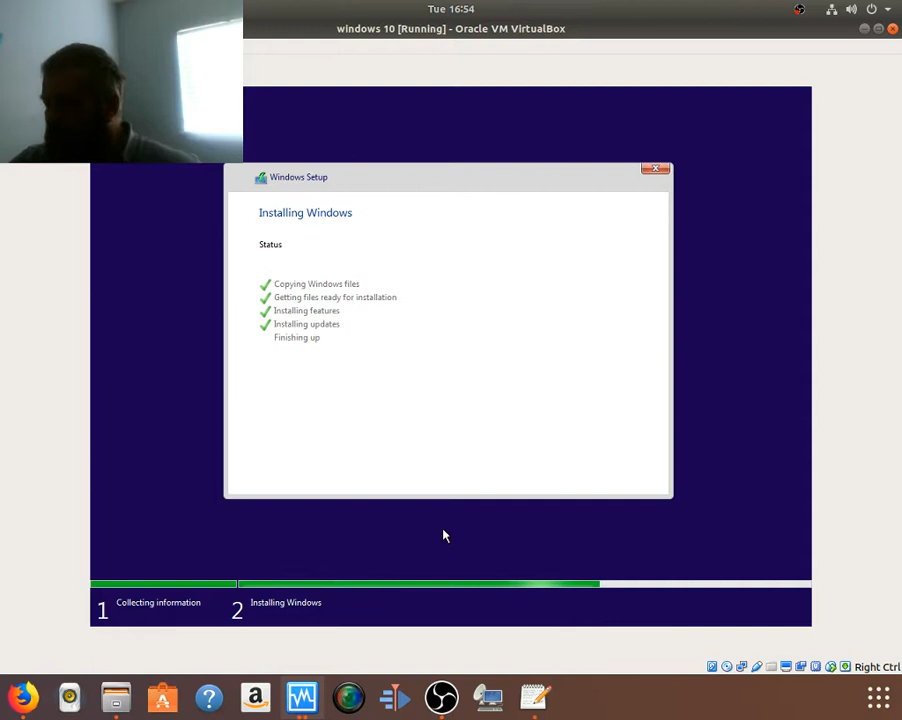 Tue 16:54
windows 10 [Running] - Oracle VM VirtualBox
Windows Setup
Installing Windows
Status
Copying Windows files
Getting files ready for installation
Installing features
Installing updates
Finishing up
1 Collecting information
2 Installing Windows
Right Ctrl